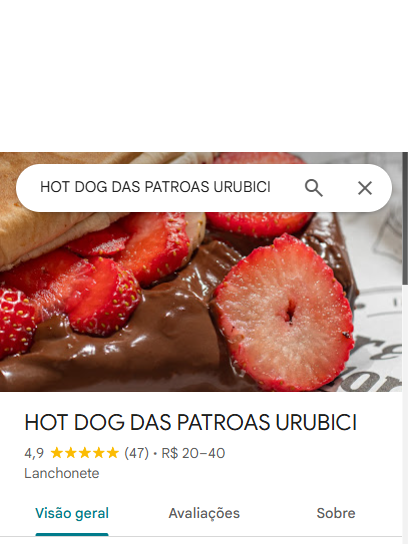 HOT DOG DAS PATROAS URUBICI
HOT DOG DAS PATROAS URUBICI
4,9 ★★★★★ (47) • R$ 20–40
Lanchonete
Visão geral Avaliações Sobre